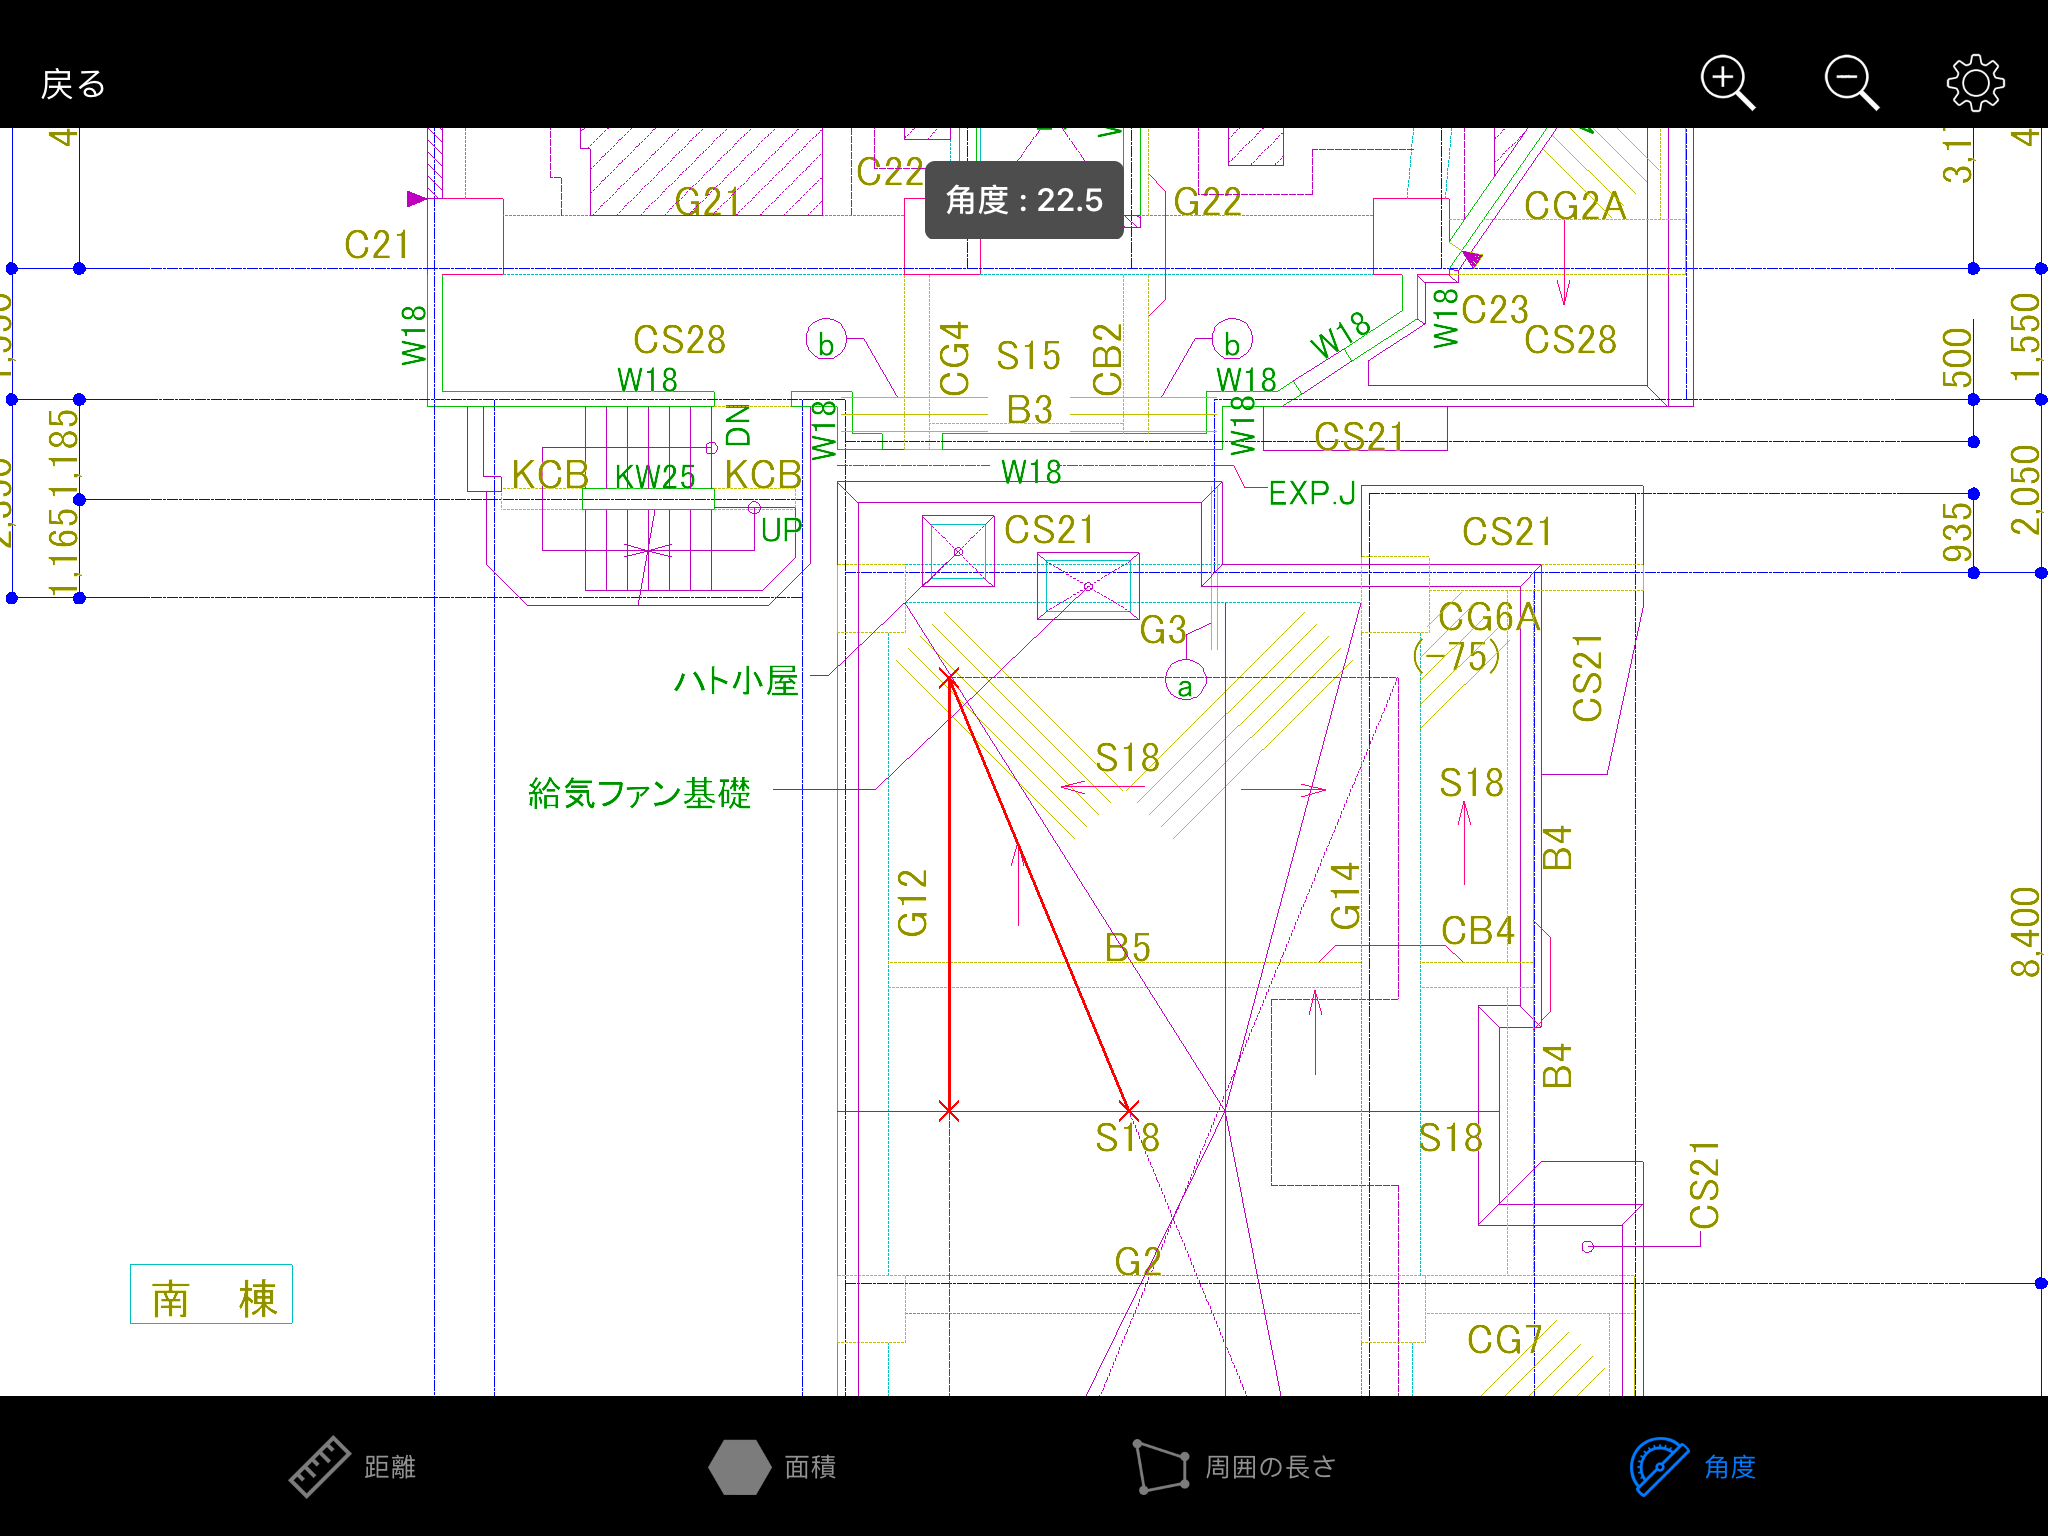 戻る
4
3,1
4
C22
G21
角度 : 22.5
G22
CG2A
C21
W18
CS28
b
CG4
S15
CB2
b
W18
W18
C23
CS28
500
1,550
W18
W18
B3
1,185
DN
W18
W18
CS21
KCB
KW25
KCB
W18
EXP.J
UP
CS21
CS21
1,165
935
2,050
G3
CG6A
(-75)
CS21
ハト小屋
a
給気ファン基礎
S18
S18
B4
G12
G14
CB4
8,400
B5
B4
S18
S18
CS21
G2
南 棟
CG7
距離
面積
周囲の長さ
角度